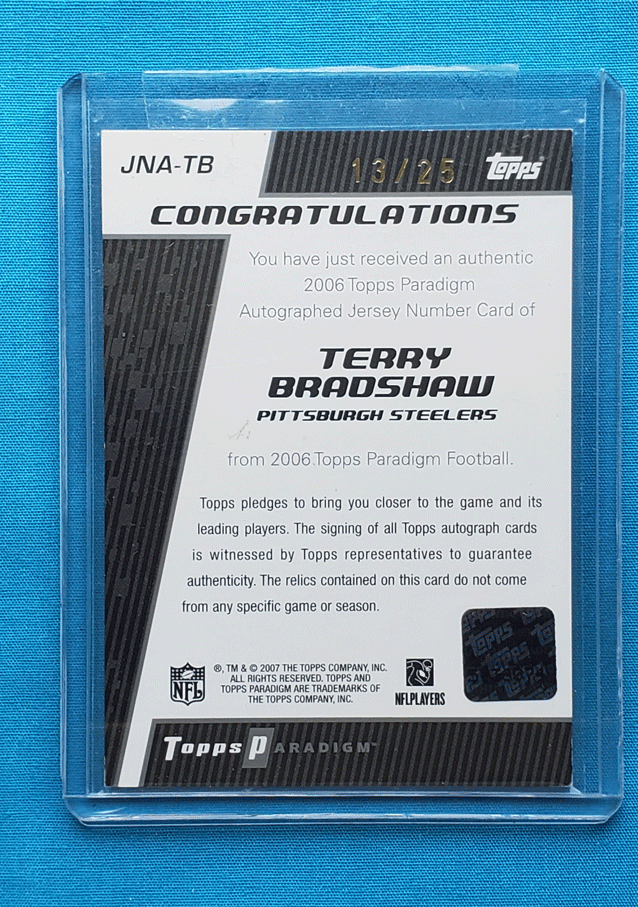 JNA-TB
13/25
Topps®
CONGRATULATIONS
You have just received an authentic
2006 Topps Paradigm
Autographed Jersey Number Card of
TERRY
BRADSHAW
PITTSBURGH STEELERS
from 2006 Topps Paradigm Football.
Topps pledges to bring you closer to the game and its
leading players. The signing of all Topps autograph cards
is witnessed by Topps representatives to guarantee
authenticity. The relics contained on this card do not come
from any specific game or season.
NFL
®, TM & © 2007 THE TOPPS COMPANY, INC.
ALL RIGHTS RESERVED. TOPPS AND
TOPPS PARADIGM ARE TRADEMARKS OF
THE TOPPS COMPANY, INC.
NFLPLAYERS
Topps
Topps PARADIGM™